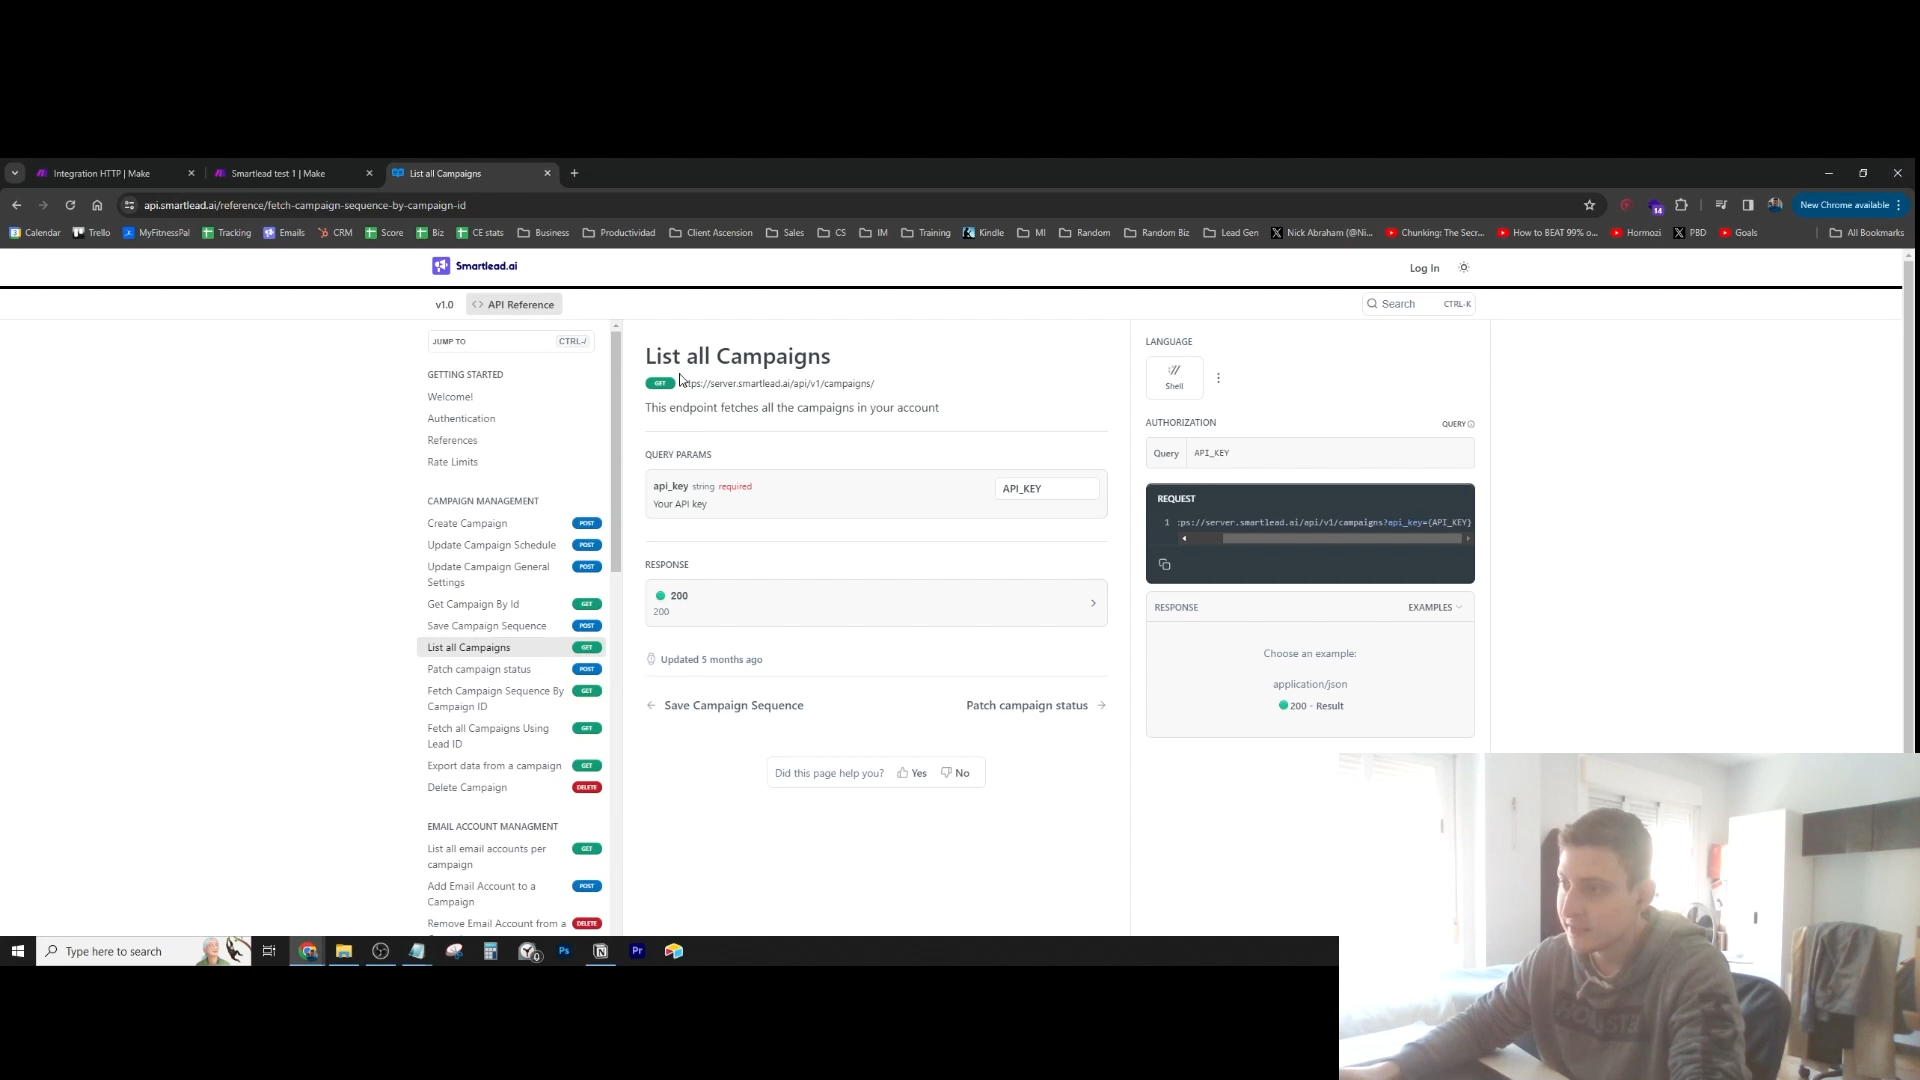 Integration HTTP | Make
Smartlead test 1 | Make
List all Campaigns
api.smartlead.ai/reference/fetch-campaign-sequence-by-campaign-id
14
New Chrome available
Calendar
Trello
MyFitnessPal
Tracking
Emails
CRM
Score
Biz
CE stats
Business
Productividad
Client Ascension
Sales
CS
IM
Training
Kindle
MI
Random
Random Biz
Lead Gen
Nick Abraham (@Ni...
Chunking: The Secr...
How to BEAT 99% o...
Hormozi
PBD
Goals
All Bookmarks
Smartlead.ai
Log In
v1.0
<> API Reference
Search
CTRL-K
JUMP TO
CTRL-/
GETTING STARTED
Welcome!
Authentication
References
Rate Limits
CAMPAIGN MANAGEMENT
Create Campaign POST
Update Campaign Schedule POST
Update Campaign General POST
Settings
Get Campaign By Id GET
Save Campaign Sequence POST
List all Campaigns GET
Patch campaign status POST
Fetch Campaign Sequence By GET
Campaign ID
Fetch all Campaigns Using GET
Lead ID
Export data from a campaign GET
Delete Campaign DELETE
EMAIL ACCOUNT MANAGMENT
List all email accounts per GET
campaign
Add Email Account to a POST
Campaign
Remove Email Account from a DELETE
List all Campaigns
GET tps://server.smartlead.ai/api/v1/campaigns/
This endpoint fetches all the campaigns in your account
QUERY PARAMS
api_key string required
API_KEY
Your API key
RESPONSE
200
200
Updated 5 months ago
← Save Campaign Sequence
Patch campaign status →
Did this page help you? Yes No
LANGUAGE
Shell
AUTHORIZATION
QUERY
Query API_KEY
REQUEST
1 :ps://server.smartlead.ai/api/v1/campaigns?api_key={API_KEY}
RESPONSE
EXAMPLES
Choose an example:
application/json
200 - Result
Type here to search
0
Ps
Pr